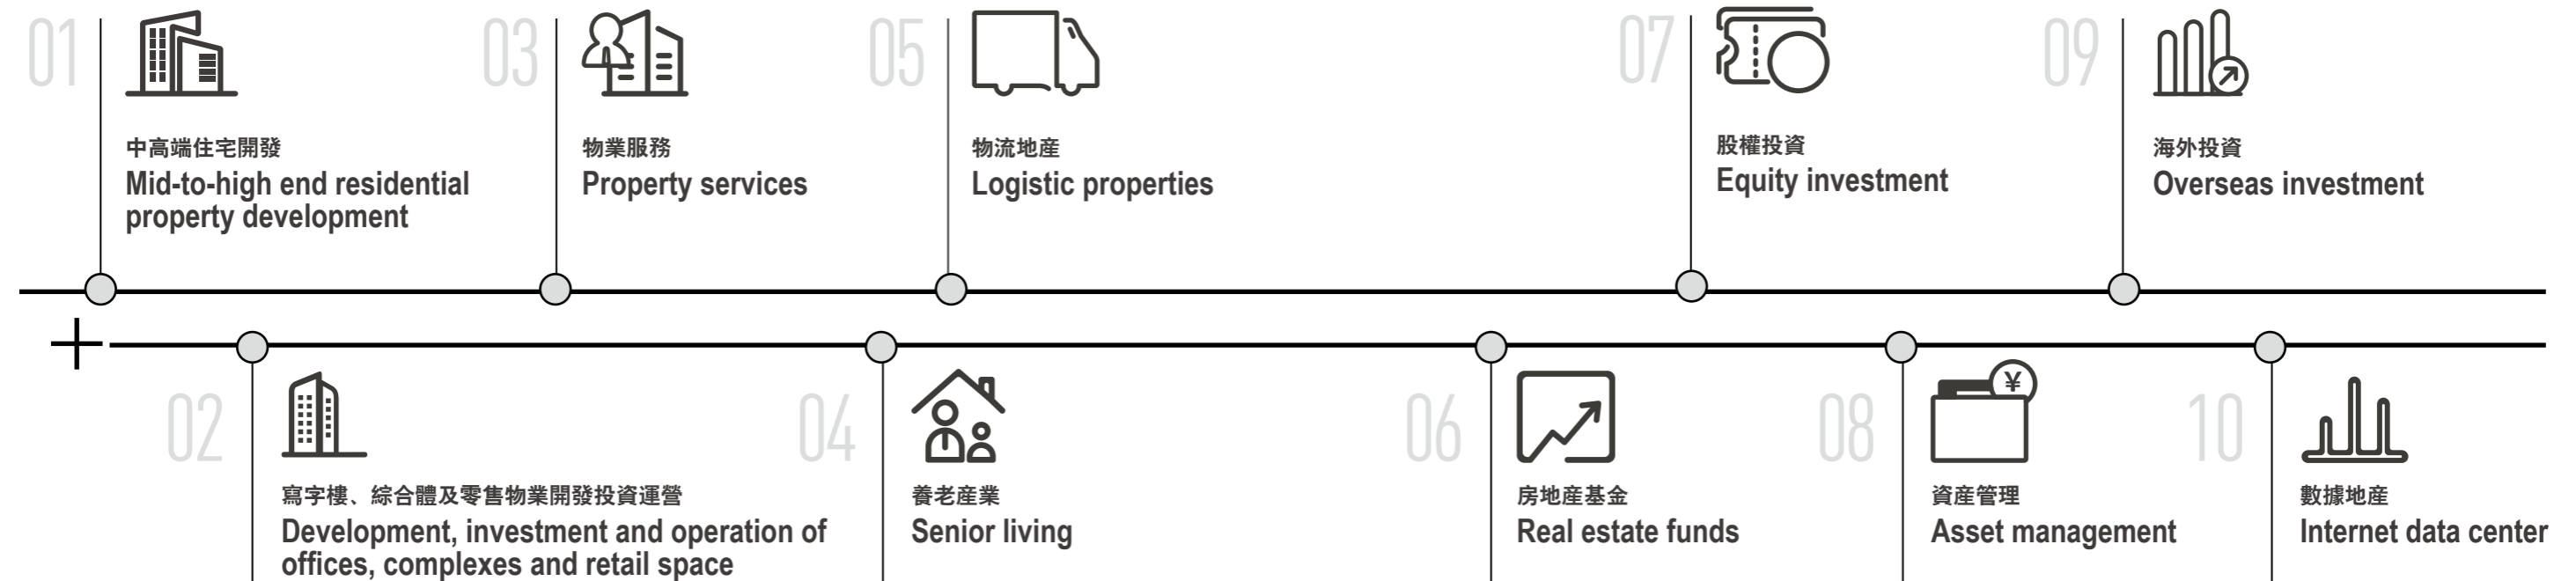 01
中高端住宅開發
Mid-to-high end residential
property development
03
物業服務
Property services
05
物流地産
Logistic properties
07
股權投資
Equity investment
09
海外投資
Overseas investment
02
寫字樓、綜合體及零售物業開發投資運營
Development, investment and operation of
offices, complexes and retail space
04
養老産業
Senior living
06
房地産基金
Real estate funds
08
¥
資産管理
Asset management
10
數據地産
Internet data center